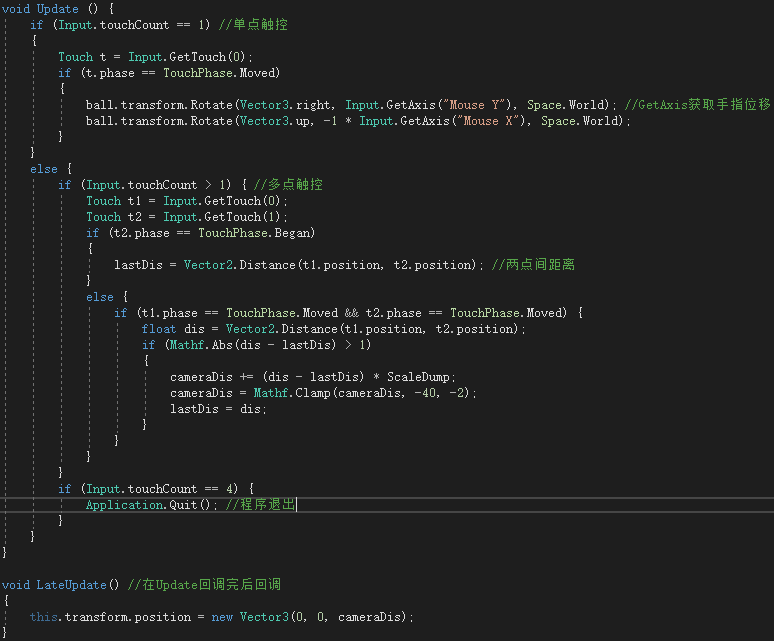 void Update () {
if (Input.touchCount == 1) //单点触控
{
Touch t = Input.GetTouch(0);
if (t.phase == TouchPhase.Moved)
{
ball.transform.Rotate(Vector3.right, Input.GetAxis("Mouse Y"), Space.World); //GetAxis获取手指位移
ball.transform.Rotate(Vector3.up, -1 * Input.GetAxis("Mouse X"), Space.World);
}
}
else {
if (Input.touchCount > 1) { //多点触控
Touch t1 = Input.GetTouch(0);
Touch t2 = Input.GetTouch(1);
if (t2.phase == TouchPhase.Began)
{
lastDis = Vector2.Distance(t1.position, t2.position); //两点间距离
}
else {
if (t1.phase == TouchPhase.Moved && t2.phase == TouchPhase.Moved) {
float dis = Vector2.Distance(t1.position, t2.position);
if (Mathf.Abs(dis - lastDis) > 1)
{
cameraDis += (dis - lastDis) * ScaleDump;
cameraDis = Mathf.Clamp(cameraDis, -40, -2);
lastDis = dis;
}
}
}
}
if (Input.touchCount == 4) {
Application.Quit(); //程序退出
}
}
}
void LateUpdate() //在Update回调完后回调
{
this.transform.position = new Vector3(0, 0, cameraDis);
}